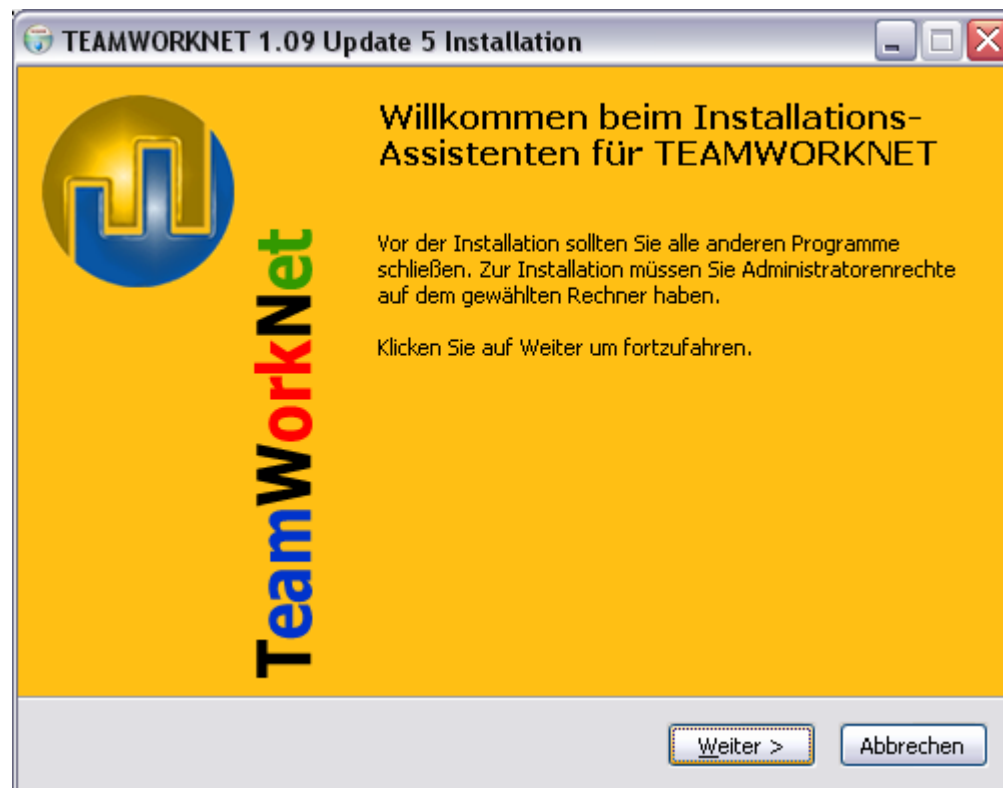 TEAMWORKNET 1.09 Update 5 Installation
Willkommen beim Installations-
Assistenten für TEAMWORKNET
Vor der Installation sollten Sie alle anderen Programme
schließen. Zur Installation müssen Sie Administratorenrechte
auf dem gewählten Rechner haben.
Klicken Sie auf Weiter um fortzufahren.
TeamWorkNet
Weiter >
Abbrechen